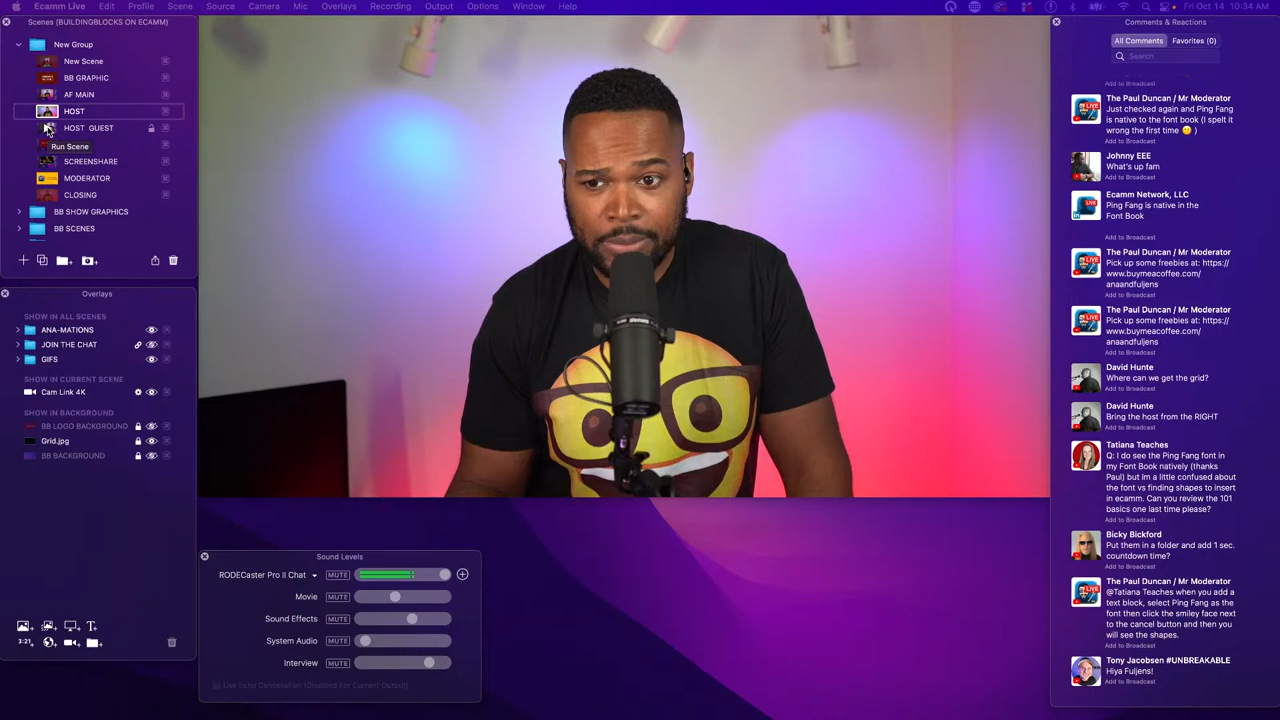 Ecamm Live Edit Profile Scene Source Camera Mic Overlays Recording Output Options Window Help
Fri Oct 14 10:34 AM
Scenes (BUILDINGBLOCKS ON ECAMM)
New Group
New Scene
BB GRAPHIC
AF MAIN
HOST
HOST GUEST
Run Scene
SCREENSHARE
MODERATOR
CLOSING
BB SHOW GRAPHICS
BB SCENES
Overlays
SHOW IN ALL SCENES
ANA-MATIONS
JOIN THE CHAT
GIFS
SHOW IN CURRENT SCENE
Cam Link 4K
SHOW IN BACKGROUND
BB LOGO BACKGROUND
Grid.jpg
BB BACKGROUND
3:21
Sound Levels
RODECaster Pro II Chat MUTE
Movie MUTE
Sound Effects MUTE
System Audio MUTE
Interview MUTE
Use Echo Cancellation (Disabled For Current Output)
Comments & Reactions
All Comments Favorites (0)
Search
Add to Broadcast
The Paul Duncan / Mr Moderator
Just checked again and Ping Fang
is native to the font book (I spelt it
wrong the first time 😬 )
Add to Broadcast
Johnny EEE
What's up fam
Add to Broadcast
Ecamm Network, LLC
Ping Fang is native in the
Font Book
Add to Broadcast
The Paul Duncan / Mr Moderator
Pick up some freebies at: https://
www.buymeacoffee.com/
anaandfuljens
Add to Broadcast
The Paul Duncan / Mr Moderator
Pick up some freebies at: https://
www.buymeacoffee.com/
anaandfuljens
Add to Broadcast
David Hunte
Where can we get the grid?
Add to Broadcast
David Hunte
Bring the host from the RIGHT
Add to Broadcast
Tatiana Teaches
Q: I do see the Ping Fang font in
my Font Book natively (thanks
Paul) but Im a little confused about
the font vs finding shapes to insert
in ecamm. Can you review the 101
basics one last time please?
Add to Broadcast
Bicky Bickford
Put them in a folder and add 1 sec.
countdown time?
Add to Broadcast
The Paul Duncan / Mr Moderator
@Tatiana Teaches when you add a
text block, select Ping Fang as the
font then click the smiley face next
to the cancel button and then you
will see the shapes.
Add to Broadcast
Tony Jacobsen #UNBREAKABLE
Hiya Fuljens!
Add to Broadcast